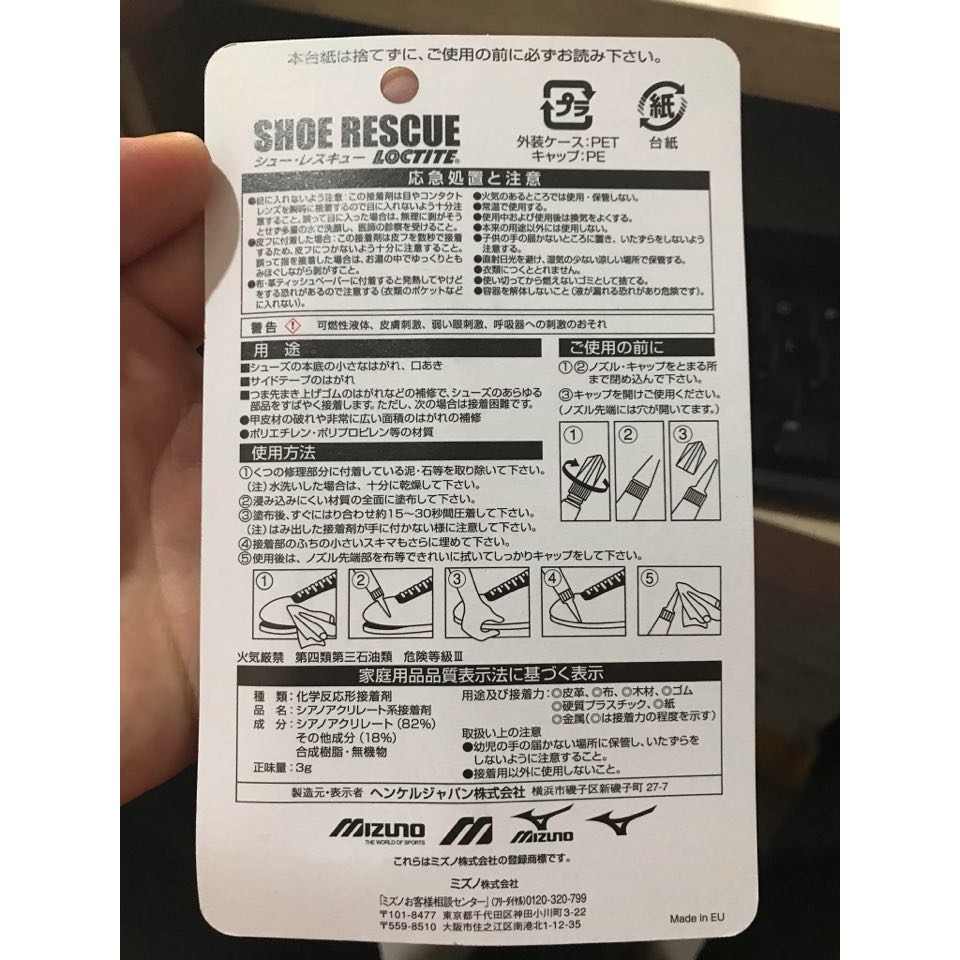 本台紙は捨てずに、ご使用の前に必ずお読み下さい。
SHOE RESCUE
シュー・レスキュー LOCTITE®
プラ
外装ケース:PET
キャップ:PE
紙
台紙
応急処置と注意
●目に入れないよう注意:この接着剤は目やコンタクト
レンズを瞬時に接着するので目に入れないよう十分注
意すること。誤って目に入った場合は、無理に剥がそう
とせず多量の水で洗顔し、医師の診察を受けること。
●皮フに付着した場合:この接着剤は皮フを数秒で接着
するため、皮フにつかないよう十分に注意すること。
誤って指を接着した場合は、お湯の中でゆっくりとも
みほぐしながら剥がすこと。
●布・革ティッシュペーパーに付着すると発熱してやけど
をする恐れがあるので注意する(衣類のポケットなど
に入れない)。
●火気のあるところでは使用・保管しない。
●常温で使用する。
●使用中および使用後は換気をよくする。
●本来の用途以外には使用しない。
●子供の手の届かないところに置き、いたずらをしないよう
注意する。
●直射日光を避け、湿気の少ない涼しい場所で保管する。
●衣類につくととれません。
●使い切ってから燃えないゴミとして捨てる。
●容器を解体しないこと(液が漏れる恐れがあり危険です)。
警告 ! 可燃性液体、皮膚刺激、弱い眼刺激、呼吸器への刺激のおそれ
用 途
■シューズの本底の小さなはがれ、口あき
■サイドテープのはがれ
■つま先まき上げゴムのはがれなどの補修で、シューズのあらゆる
部品をすばやく接着します。ただし、次の場合は接着困難です。
●甲皮材の破れや非常に広い面積のはがれの補修
●ポリエチレン・ポリプロピレン等の材質
ご使用の前に
①②ノズル・キャップをとまる所
まで閉め込んで下さい。
③キャップを開けご使用ください。
(ノズル先端には穴が開いてます。)
① ② ③
使用方法
①くつの修理部分に付着している泥・石等を取り除いて下さい。
(注)水洗いした場合は、十分に乾燥して下さい。
②浸み込みにくい材質の全面に塗布して下さい。
③塗布後、すぐにはり合わせ約15〜30秒間圧着して下さい。
(注)はみ出した接着剤が手に付かない様に注意して下さい。
④接着部のふちの小さいスキマもさらに埋めて下さい。
⑤使用後は、ノズル先端部を布等できれいに拭いてしっかりキャップをして下さい。
① ② ③ ④ ⑤
火気厳禁 第四類第三石油類 危険等級Ⅲ
家庭用品品質表示法に基づく表示
種 類:化学反応形接着剤
品 名:シアノアクリレート系接着剤
成 分:シアノアクリレート(82%)
その他成分(18%)
合成樹脂・無機物
正味量:3g
用途及び接着力:◎皮革、◎布、◎木材、◎ゴム
◎硬質プラスチック、◎紙
◎金属(◎は接着力の程度を示す)
取扱い上の注意
●幼児の手の届かない場所に保管し、いたずらを
しないように注意すること。
●接着用以外に使用しないこと。
製造元・表示者 ヘンケルジャパン株式会社 横浜市磯子区新磯子町 27-7
MIZUNO
THE WORLD OF SPORTS
M
MIZUNO
これらはミズノ株式会社の登録商標です。
ミズノ株式会社
「ミズノお客様相談センター」(フリーダイヤル)0120-320-799
〒101-8477 東京都千代田区神田小川町3-22
〒559-8510 大阪市住之江区南港北1-12-35
Made in EU